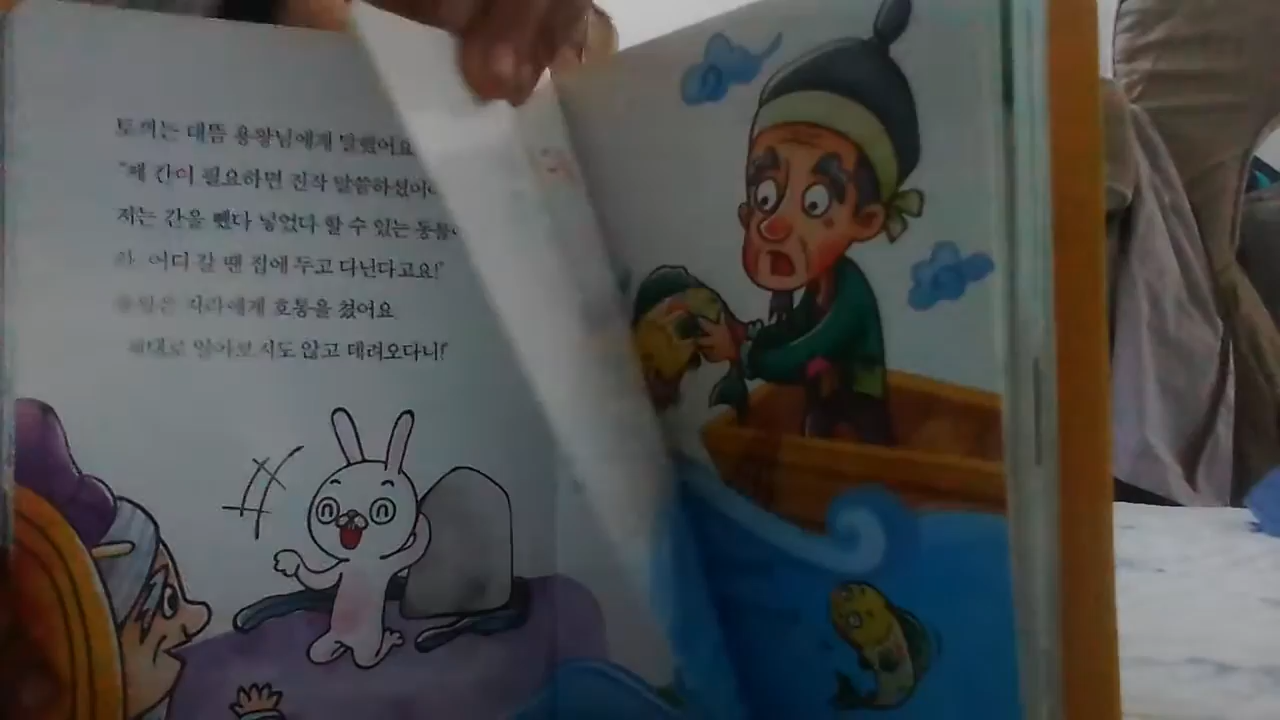 토끼는 대뜸 용왕님에게 말했어요
"제 간이 필요하면 진작 말씀하셨어야
저는 간을 뺐다 넣었다 할 수 있는 동물
어디 갈 땐 집에 두고 다닌다고요!"
용왕은 자라에게 호통을 쳤어요
제대로 알아보시도 않고 데려오다니!"